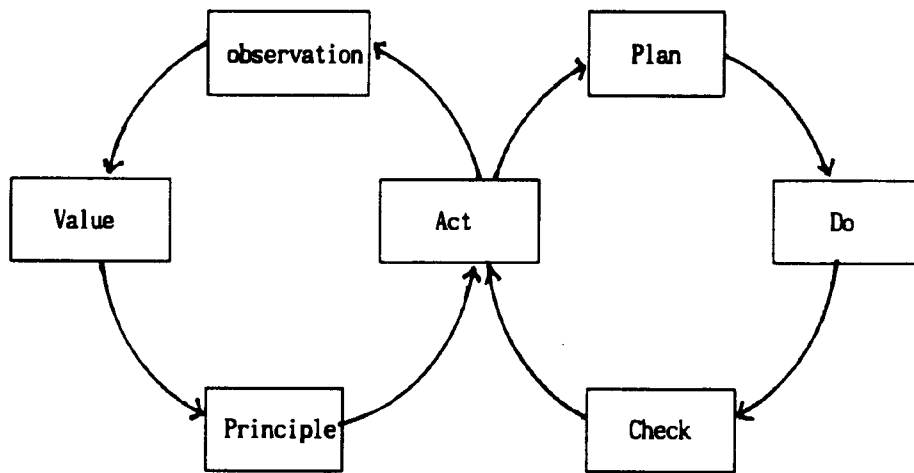 observation
Plan
Value
Act
Do
Principle
Check